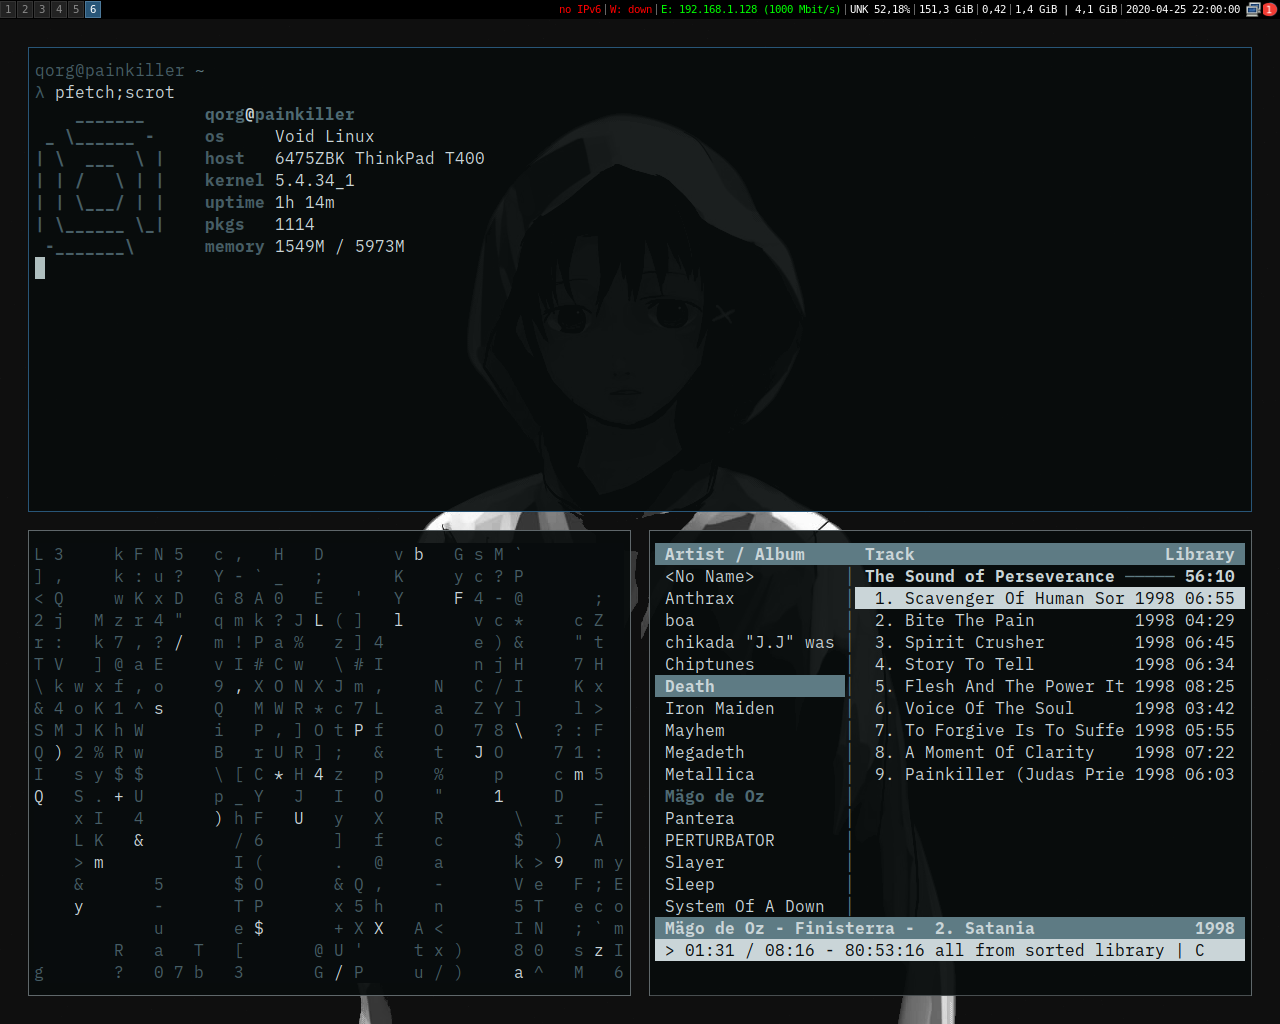 1 2 3 4 5 6
no IPv6|W: down|E: 192.168.1.128 (1000 Mbit/s)|UNK 52,18%|151,3 GiB|0,42|1,4 GiB | 4,1 GiB|2020-04-25 22:00:00 1
qorg@painkiller ~
λ pfetch;scrot
    _______      qorg@painkiller
 _ \______ -     os     Void Linux
| \  ___  \ |    host   6475ZBK ThinkPad T400
| | /   \ | |    kernel 5.4.34_1
| | \___/ | |    uptime 1h 14m
| \______ \_|    pkgs   1114
 -_______\       memory 1549M / 5973M
L 3 k F N 5 c , H D v b G s M `
] , k : u ? Y - ` _ ; K y c ? P
< Q w K x D G 8 A 0 E ' Y F 4 - @ ;
2 j M z r 4 " q m k ? J L ( ] l v c * c Z
r : k 7 , ? / m ! P a % z ] 4 e ) & " t
T V ] @ a E v I # C w \ # I n j H 7 H
\ k w x f , o 9 , X O N X J m , N C / I K x
& 4 o K 1 ^ s Q M W R * c 7 L a Z Y ] l >
S M J K h W i P , ] O t P f O 7 8 \ ? : F
Q ) 2 % R w B r U R ] ; & t J O 7 1 :
I s y $ $ \ [ C * H 4 z p % p c m 5
Q S . + U p _ Y J I O " 1 D _
x I 4 ) h F U y X R \ r F
L K & / 6 ] f c $ ) A
> m I ( . @ a k > 9 m y
& 5 $ O & Q , - V e F ; E
y - T P x 5 h n 5 T e c o
u e $ + X X A < I N ; ` m
R a T [ @ U ' t x ) 8 0 s z I
g ? 0 7 b 3 G / P u / ) a ^ M 6
Artist / Album Track Library
<No Name> | The Sound of Perseverance ───── 56:10
Anthrax | 1. Scavenger Of Human Sor 1998 06:55
boa | 2. Bite The Pain 1998 04:29
chikada "J.J" was | 3. Spirit Crusher 1998 06:45
Chiptunes | 4. Story To Tell 1998 06:34
Death | 5. Flesh And The Power It 1998 08:25
Iron Maiden | 6. Voice Of The Soul 1998 03:42
Mayhem | 7. To Forgive Is To Suffe 1998 05:55
Megadeth | 8. A Moment Of Clarity 1998 07:22
Metallica | 9. Painkiller (Judas Prie 1998 06:03
Mägo de Oz |
Pantera |
PERTURBATOR |
Slayer |
Sleep |
System Of A Down |
Mägo de Oz - Finisterra -  2. Satania 1998
> 01:31 / 08:16 - 80:53:16 all from sorted library | C